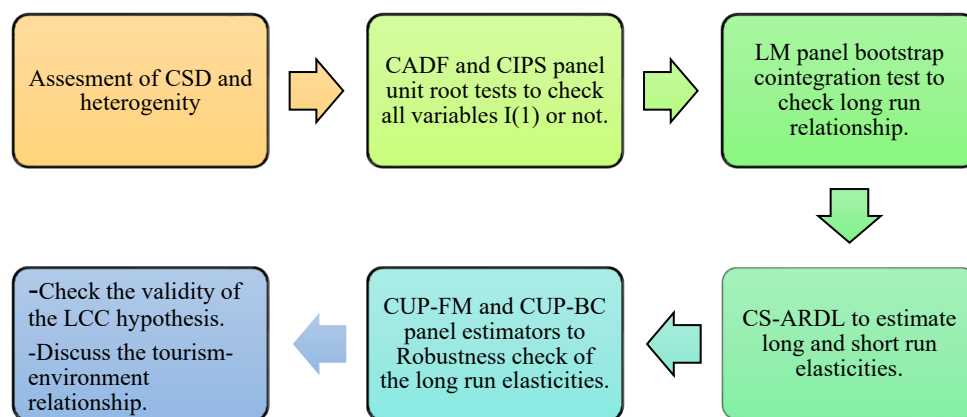 Assesment of CSD and
heterogenity
CADF and CIPS panel
unit root tests to check
all variables I(1) or not.
LM panel bootstrap
cointegration test to
check long run
relationship.
CS-ARDL to estimate
long and short run
elasticities.
CUP-FM and CUP-BC
panel estimators to
Robustness check of
the long run elasticities.
-Check the validity of
the LCC hypothesis.
-Discuss the tourism-
environment
relationship.